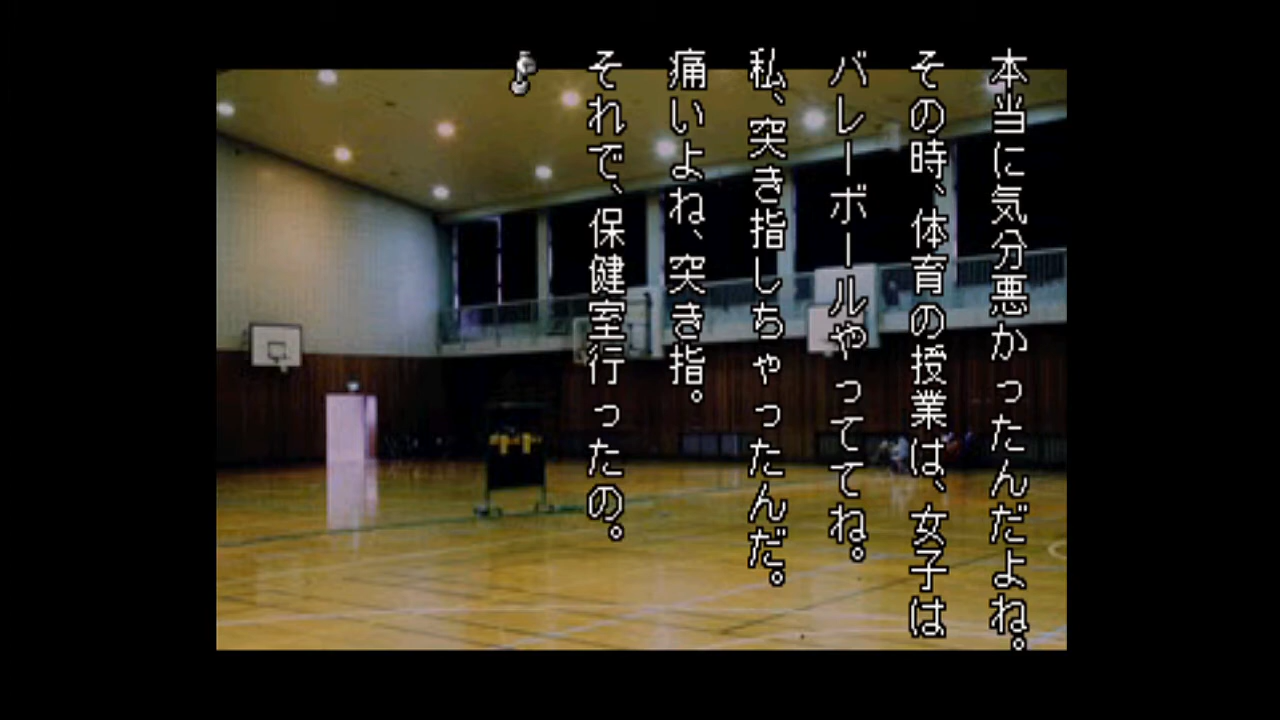 本当に気分悪かったんだよね。
その時、体育の授業は、女子は
バレーボールやっててね。
私、突き指しちゃったんだ。
痛いよね、突き指。
それで、保健室行ったの。